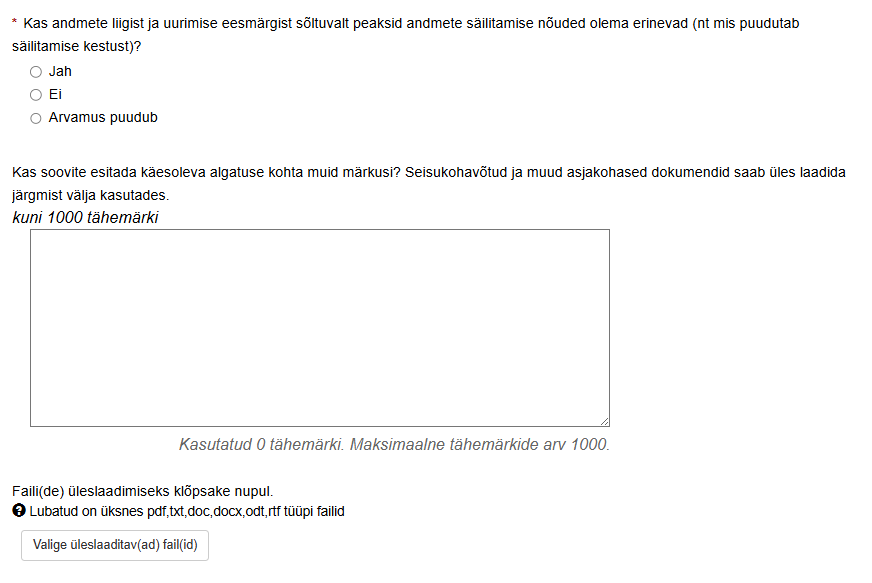 * Kas andmete liigist ja uurimise eesmärgist sõltuvalt peaksid andmete säilitamise nõuded olema erinevad (nt mis puudutab
säilitamise kestust)?
Jah
Ei
Arvamus puudub
Kas soovite esitada käesoleva algatuse kohta muid märkusi? Seisukohavõtud ja muud asjakohased dokumendid saab üles laadida
järgmist välja kasutades.
kuni 1000 tähemärki
Kasutatud 0 tähemärki. Maksimaalne tähemärkide arv 1000.
Faili(de) üleslaadimiseks klõpsake nupul.
? Lubatud on üksnes pdf,txt,doc,docx,odt,rtf tüüpi failid
Valige üleslaaditav(ad) fail(id)